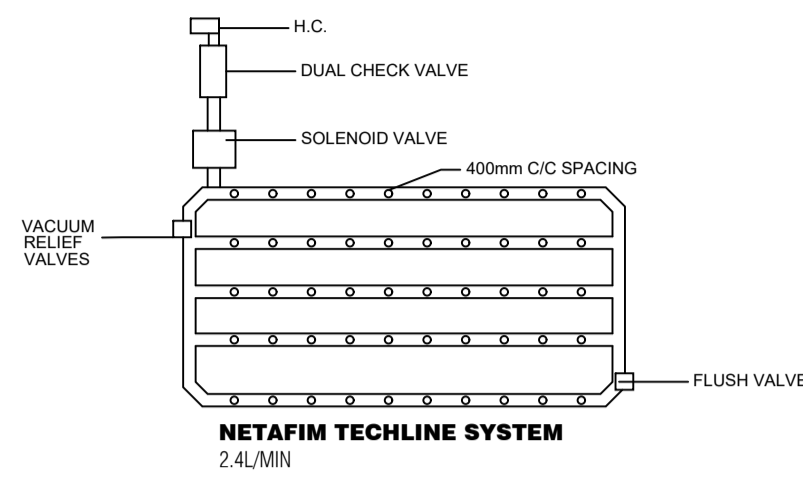 H.C.
DUAL CHECK VALVE
SOLENOID VALVE
400mm C/C SPACING
VACUUM
RELIEF
VALVES
FLUSH VALVE
NETAFIM TECHLINE SYSTEM
2.4L/MIN